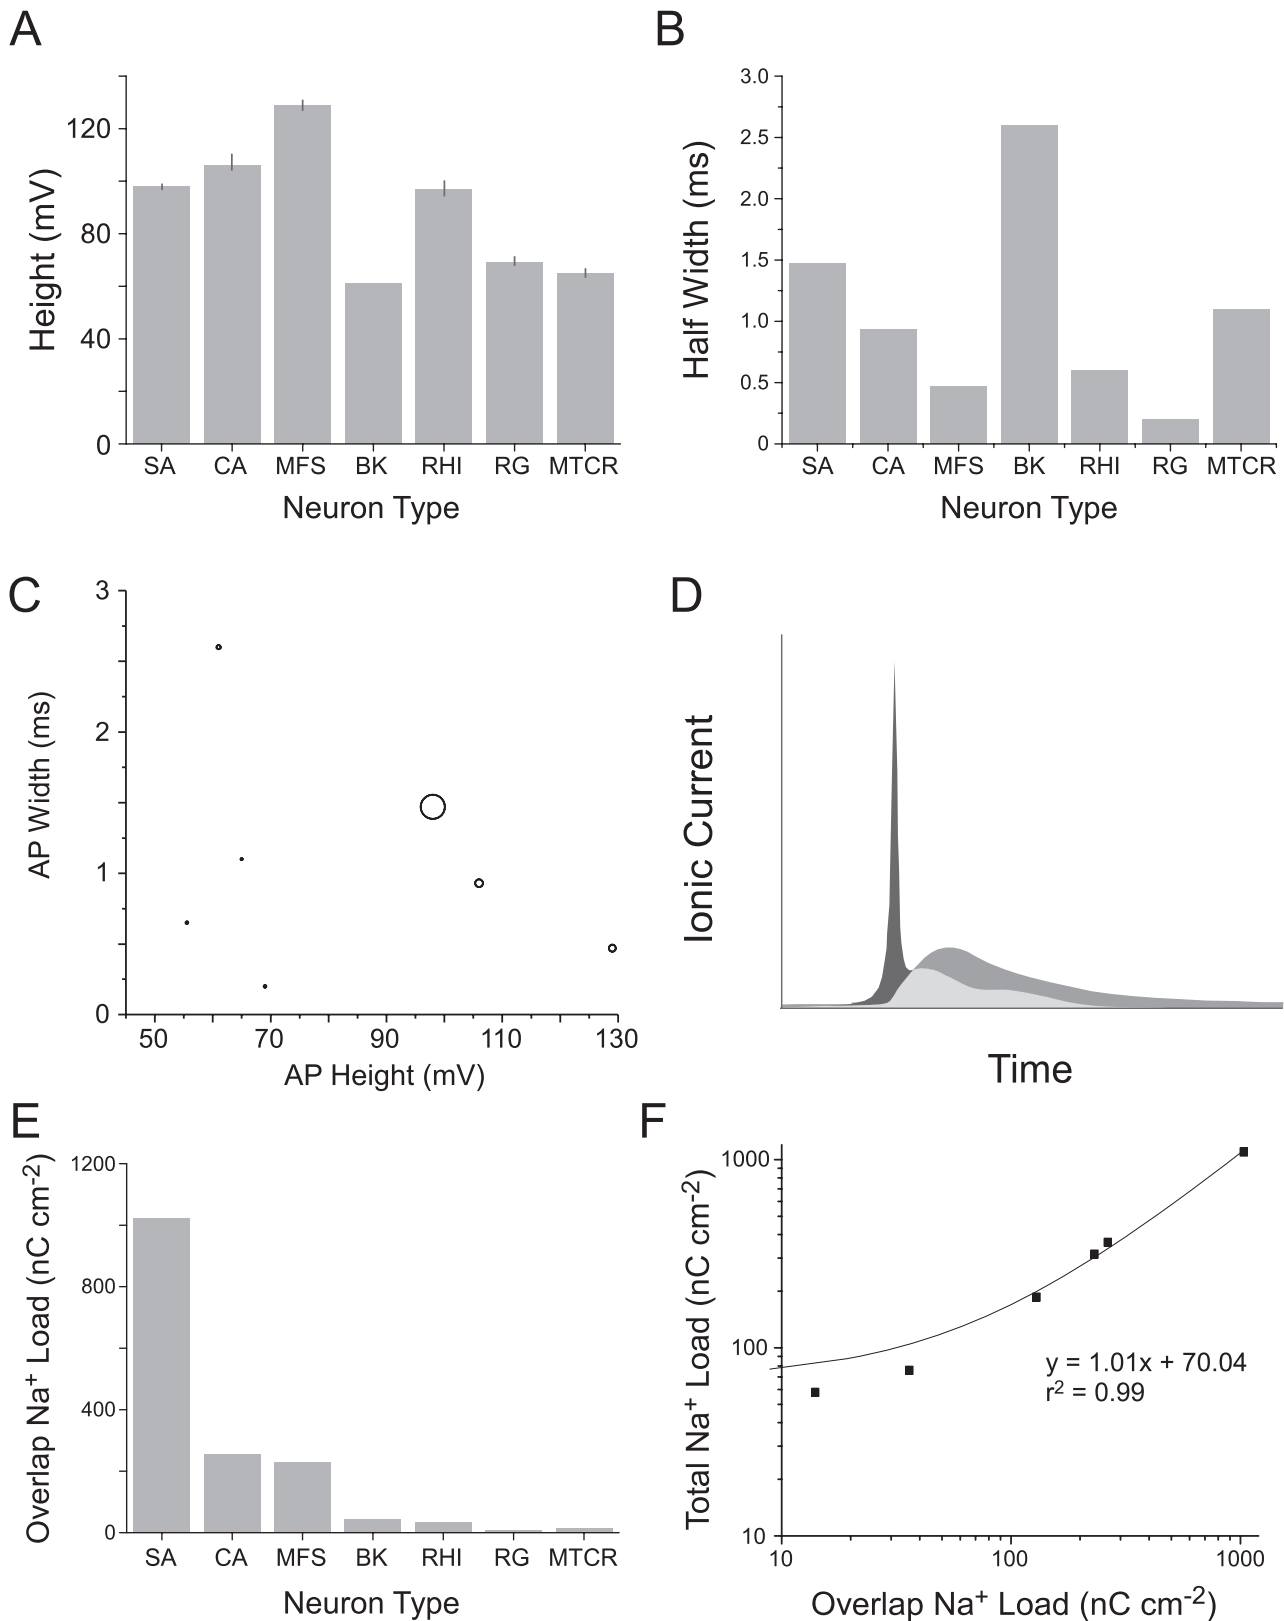 A
Height (mV)
120
80
40
0
SA CA MFS BK RHI RG MTCR
Neuron Type
B
Half Width (ms)
3.0
2.5
2.0
1.5
1.0
0.5
0
SA CA MFS BK RHI RG MTCR
Neuron Type
C
AP Width (ms)
3
2
1
0
50 70 90 110 130
AP Height (mV)
D
Ionic Current
Time
E
Overlap Na⁺ Load (nC cm⁻²)
1200
800
400
0
SA CA MFS BK RHI RG MTCR
Neuron Type
F
Total Na⁺ Load (nC cm⁻²)
1000
100
10
y = 1.01x + 70.04
r² = 0.99
10 100 1000
Overlap Na⁺ Load (nC cm⁻²)